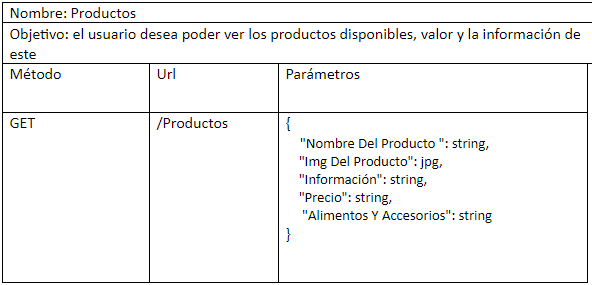 Nombre: Productos
Objetivo: el usuario desea poder ver los productos disponibles, valor y la información de
este
Método Url Parámetros
GET /Productos {
"Nombre Del Producto ": string,
"Img Del Producto": jpg,
"Información": string,
"Precio": string,
"Alimentos Y Accesorios": string
}